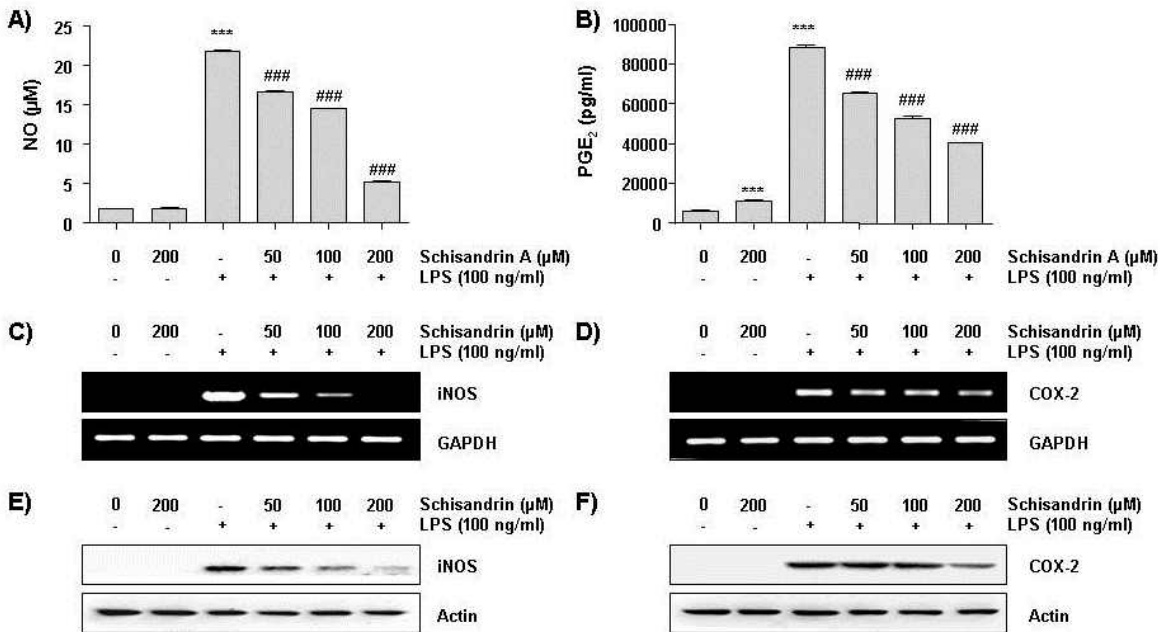 A)
NO (µM)
25
20
15
10
5
0
***
###
###
###
0 200 - 50 100 200 Schisandrin A (µM)
- - + + + + LPS (100 ng/ml)
B)
PGE2 (pg/ml)
100000
80000
60000
40000
20000
0
***
***
###
###
###
0 200 - 50 100 200 Schisandrin A (µM)
- - + + + + LPS (100 ng/ml)
C)
0 200 - 50 100 200 Schisandrin (µM)
- - + + + + LPS (100 ng/ml)
iNOS
GAPDH
D)
0 200 - 50 100 200 Schisandrin (µM)
- - + + + + LPS (100 ng/ml)
COX-2
GAPDH
E)
0 200 - 50 100 200 Schisandrin (µM)
- - + + + + LPS (100 ng/ml)
iNOS
Actin
F)
0 200 - 50 100 200 Schisandrin (µM)
- - + + + + LPS (100 ng/ml)
COX-2
Actin